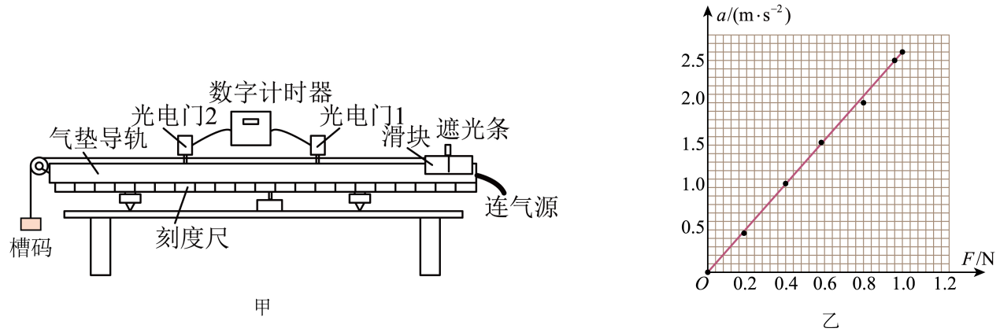 数字计时器
光电门2
光电门1
遮光条
滑块
气垫导轨
连气源
刻度尺
槽码
甲
a/(m·s⁻²)
2.5
2.0
1.5
1.0
0.5
O
0.2
0.4
0.6
0.8
1.0
1.2
F/N
乙